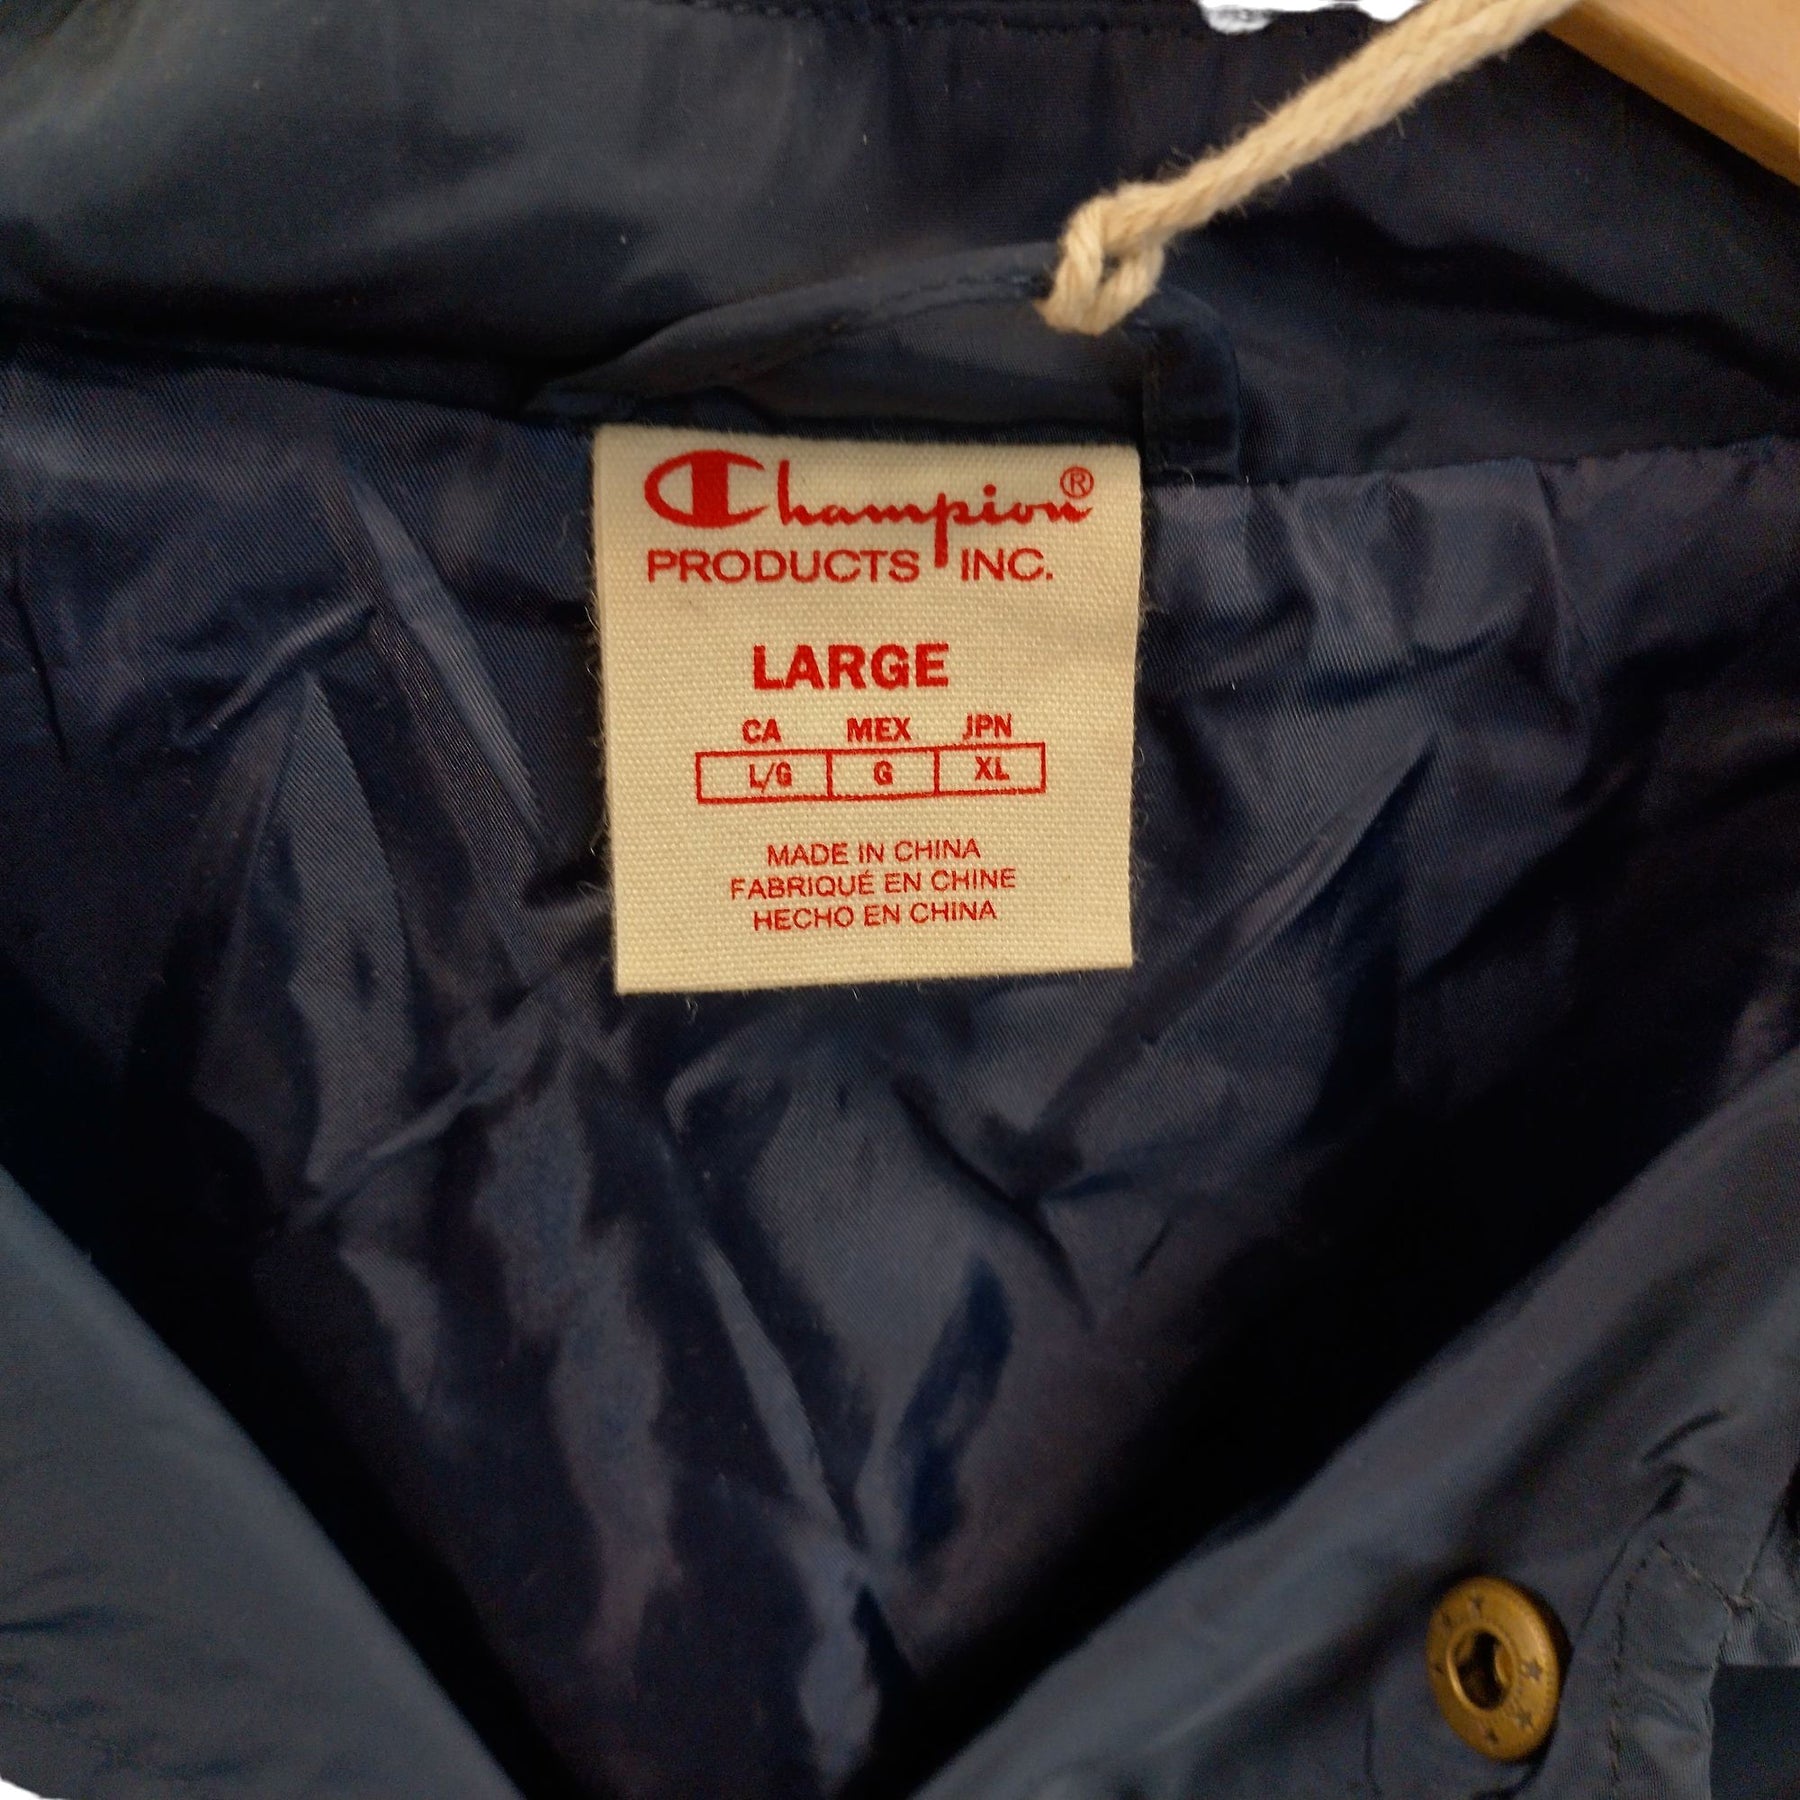 Champion®
PRODUCTS INC.
LARGE
CA MEX JPN
L/G G XL
MADE IN CHINA
FABRIQUÉ EN CHINE
HECHO EN CHINA